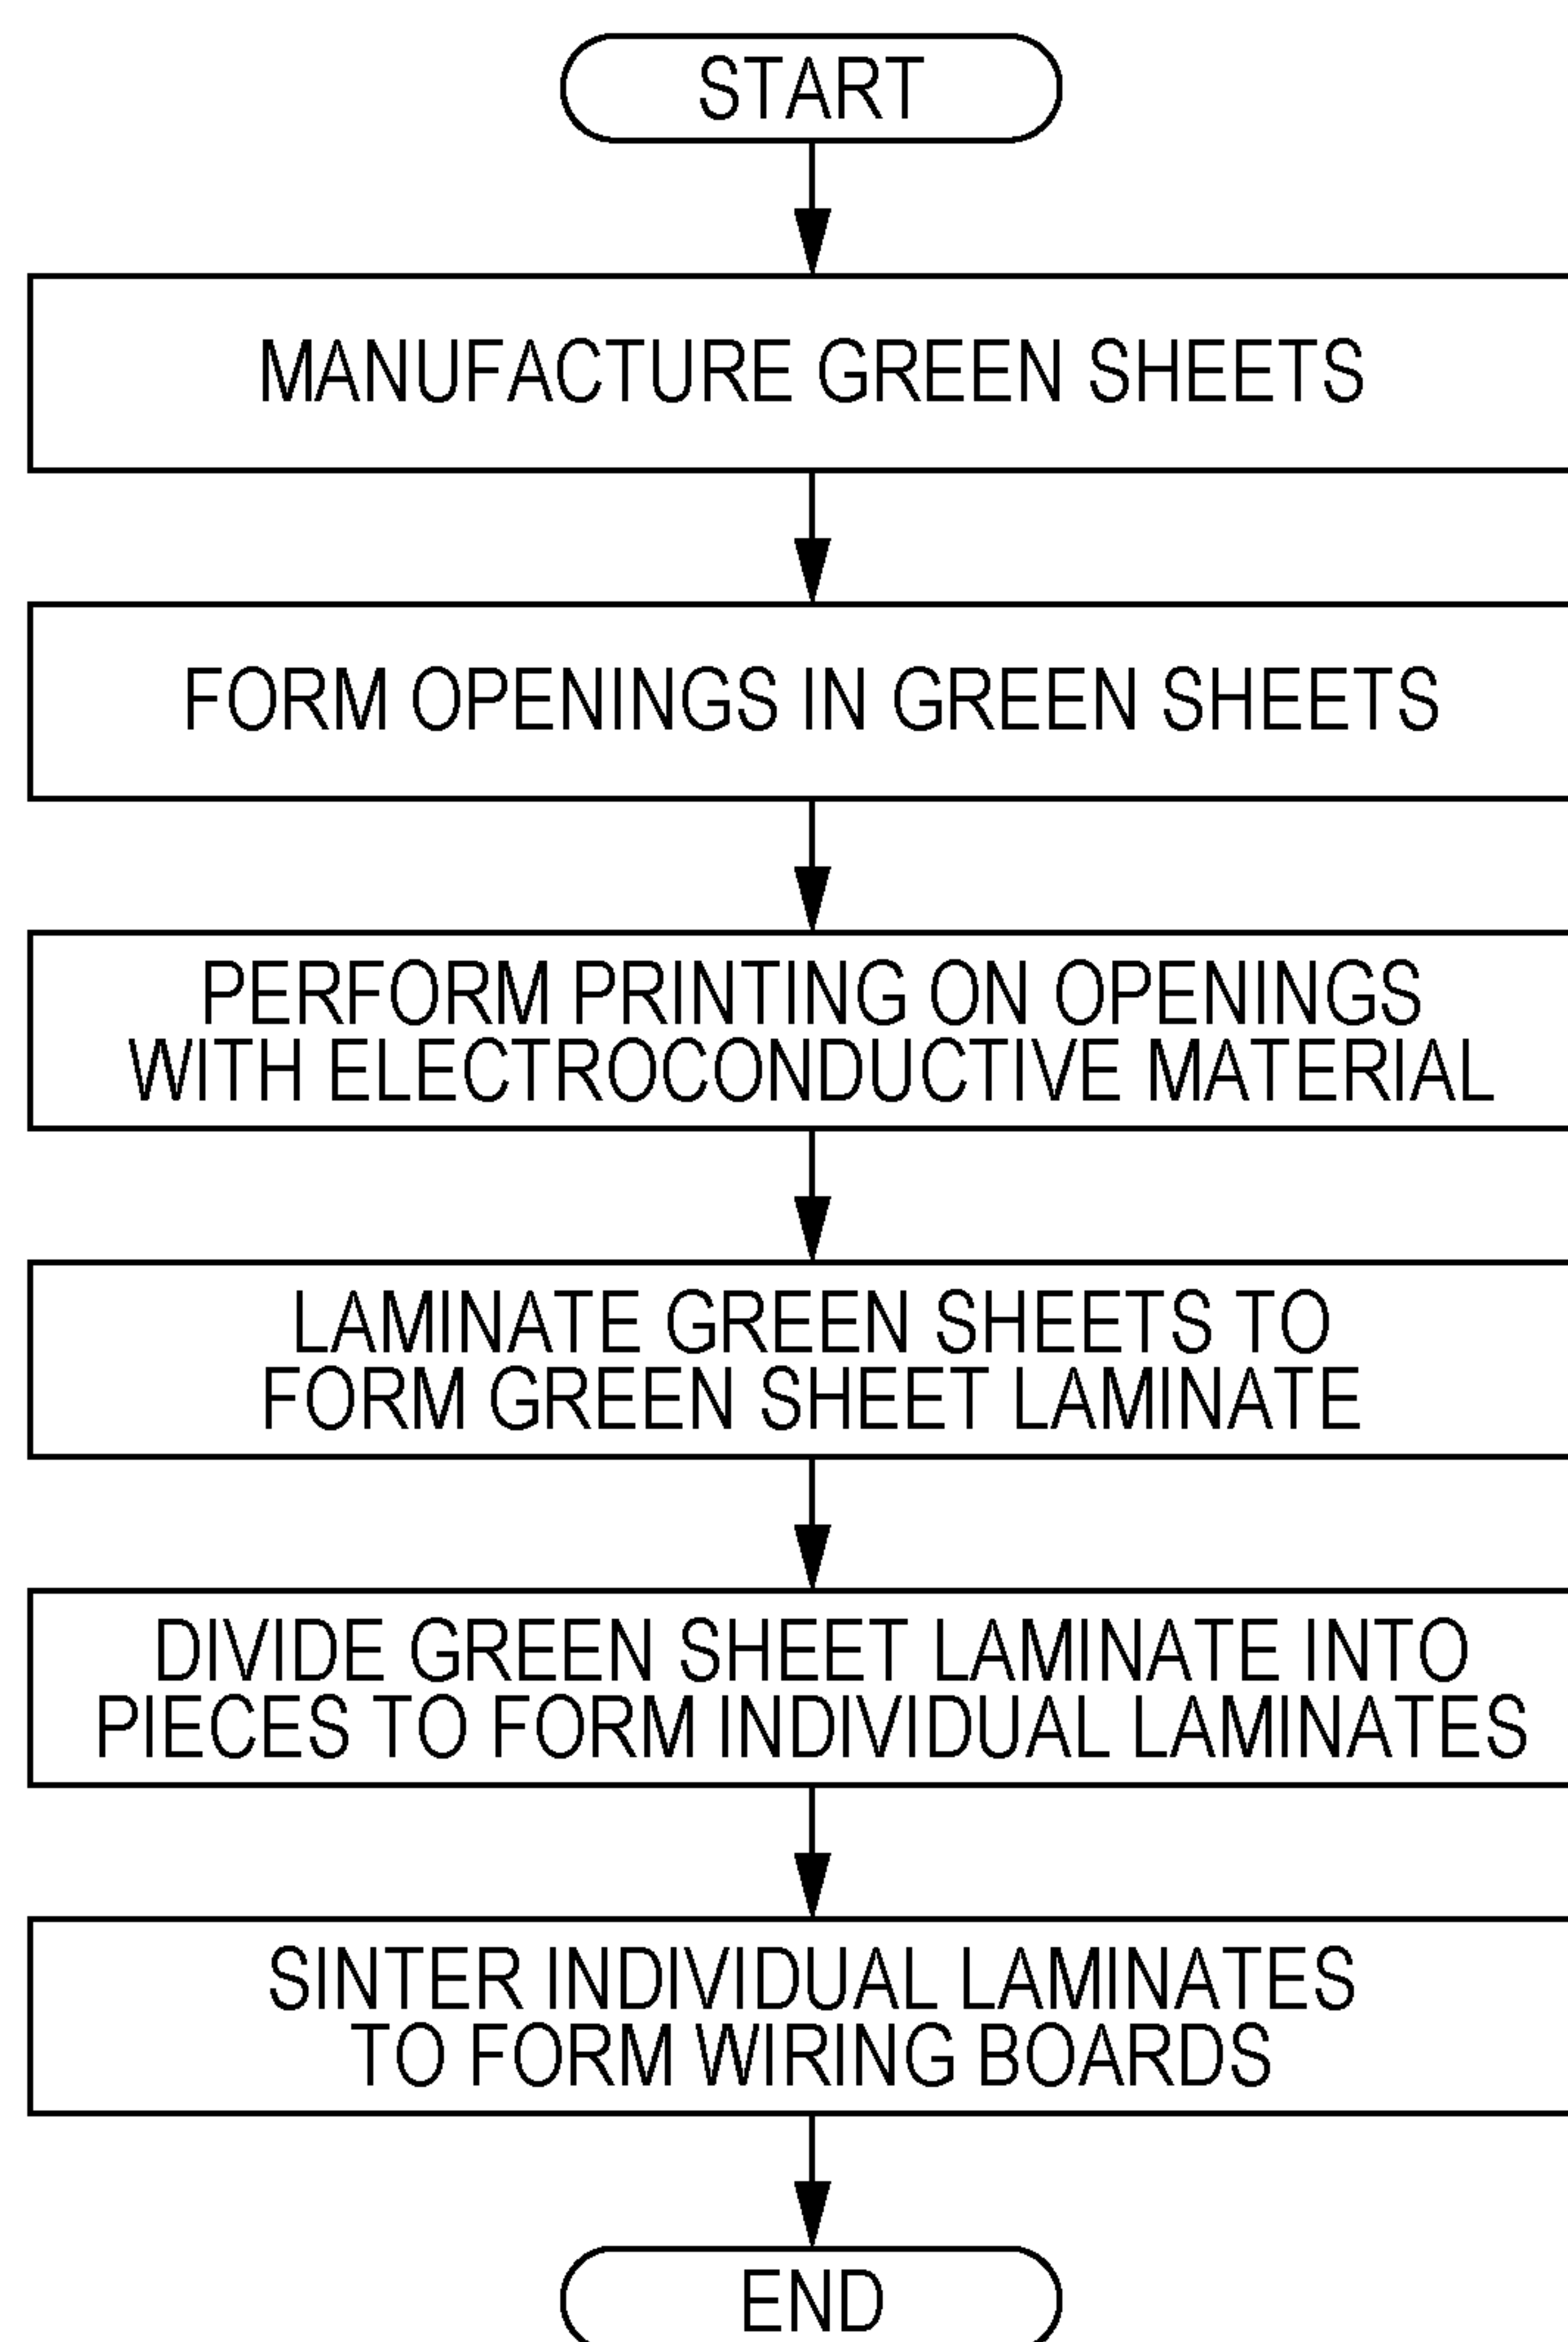 START
MANUFACTURE GREEN SHEETS
FORM OPENINGS IN GREEN SHEETS
PERFORM PRINTING ON OPENINGS
WITH ELECTROCONDUCTIVE MATERIAL
LAMINATE GREEN SHEETS TO
FORM GREEN SHEET LAMINATE
DIVIDE GREEN SHEET LAMINATE INTO
PIECES TO FORM INDIVIDUAL LAMINATES
SINTER INDIVIDUAL LAMINATES
TO FORM WIRING BOARDS
END